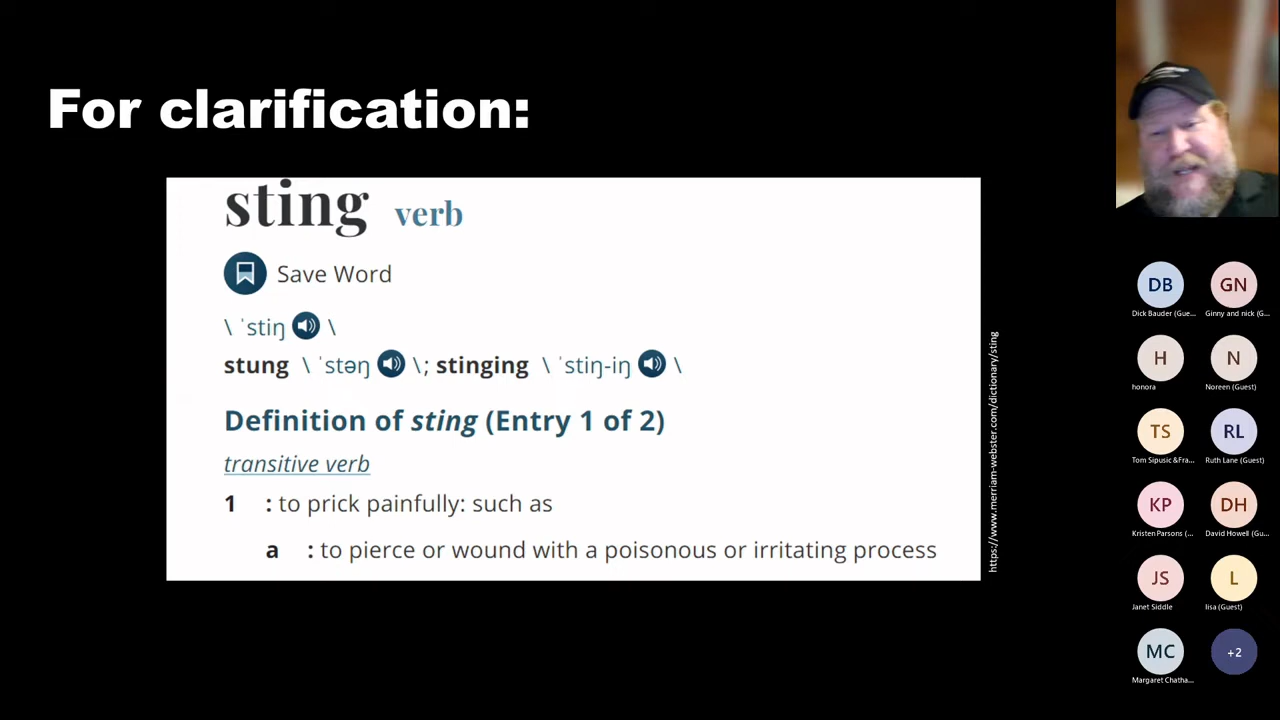 For clarification:
sting verb
Save Word
\ ˈstiŋ \
stung \ ˈstəŋ \; stinging \ ˈstiŋ-iŋ \
Definition of sting (Entry 1 of 2)
transitive verb
1 : to prick painfully: such as
a : to pierce or wound with a poisonous or irritating process
https://www.merriam-webster.com/dictionary/sting
DB GN
Dick Bauder (Gue... Ginny and nick (G...
H N
honora Noreen (Guest)
TS RL
Tom Sipusic &Fra... Ruth Lane (Guest)
KP DH
Kristen Parsons (... David Howell (Gu...
JS L
Janet Siddle lisa (Guest)
MC +2
Margaret Chatha...